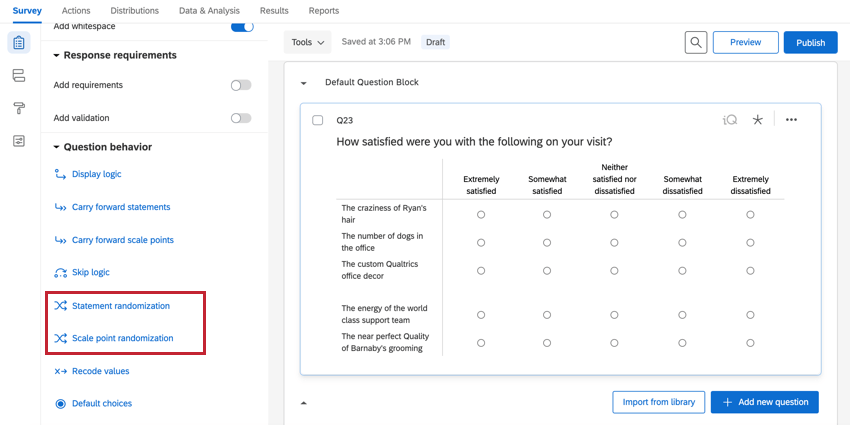 Survey Actions Distributions Data & Analysis Results Reports
Add whitespace
Response requirements
Add requirements
Add validation
Question behavior
Display logic
Carry forward statements
Carry forward scale points
Skip logic
Statement randomization
Scale point randomization
Recode values
Default choices
Tools Saved at 3:06 PM Draft Preview Publish
Default Question Block
Q23 iQ
How satisfied were you with the following on your visit?
Extremely
satisfied
Somewhat
satisfied
Neither
satisfied nor
dissatisfied
Somewhat
dissatisfied
Extremely
dissatisfied
The craziness of Ryan's
hair
The number of dogs in
the office
The custom Qualtrics
office decor
The energy of the world
class support team
The near perfect Quality
of Barnaby's grooming
Import from library Add new question